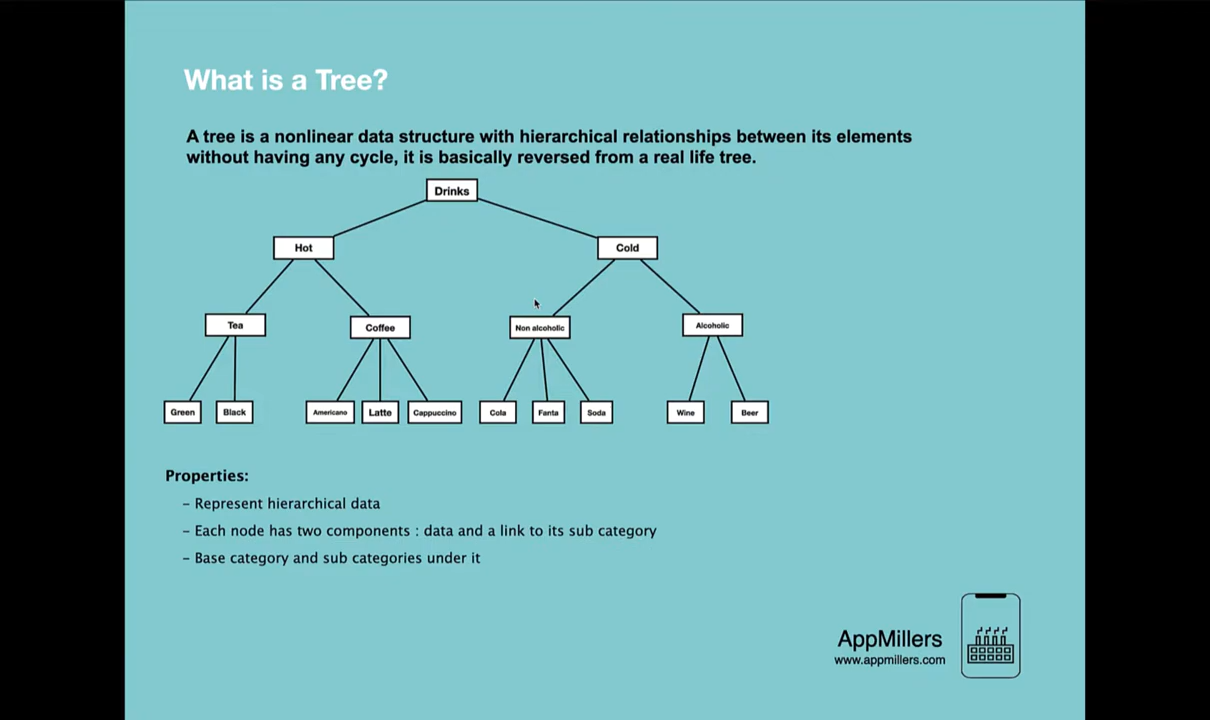 What is a Tree?
A tree is a nonlinear data structure with hierarchical relationships between its elements
without having any cycle, it is basically reversed from a real life tree.
Drinks
Hot
Cold
Tea
Coffee
Non alcoholic
Alcoholic
Green
Black
Americano
Latte
Cappuccino
Cola
Fanta
Soda
Wine
Beer
Properties:
- Represent hierarchical data
- Each node has two components : data and a link to its sub category
- Base category and sub categories under it
AppMillers
www.appmillers.com